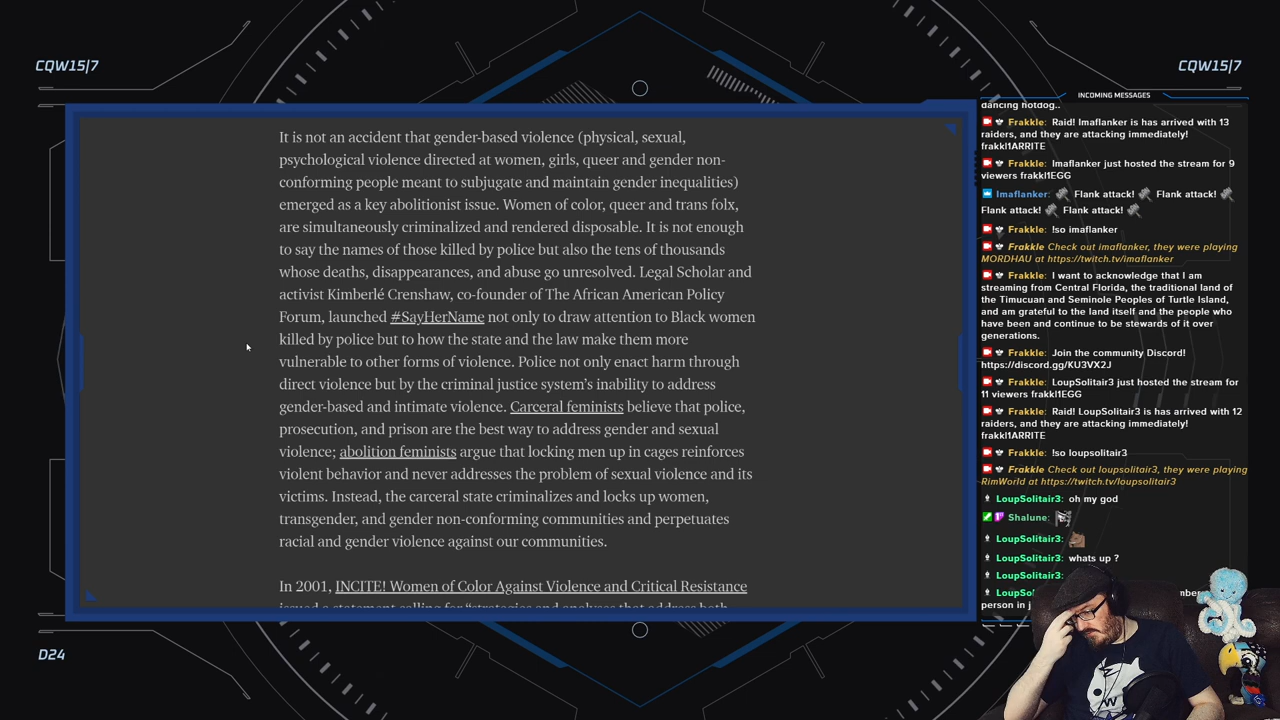 CQW15|7
CQW15|7
It is not an accident that gender-based violence (physical, sexual,
psychological violence directed at women, girls, queer and gender non-
conforming people meant to subjugate and maintain gender inequalities)
emerges as a key abolitionist issue. Women of color, queer and trans folx,
are simultaneously criminalized and rendered disposable. It is not enough
to say the names of those killed by police but also the tens of thousands
whose deaths, disappearances, and abuse go unresolved. Legal Scholar and
activist Kimberlé Crenshaw, co-founder of The African American Policy
Forum, launched #SayHerName not only to draw attention to Black women
killed by police but to how the state and the law make them more
vulnerable to other forms of violence. Police not only enact harm through
direct violence but by the criminal justice system’s inability to address
gender-based and intimate violence. Carceral feminists believe that police,
prosecution, and prison are the best way to address gender and sexual
violence; abolition feminists argue that locking men up in cages reinforces
violent behavior and never addresses the problem of sexual violence and its
victims. Instead, the carceral state criminalizes and locks up women,
transgender, and gender non-conforming communities and perpetuates
racial and gender violence against our communities.
In 2001, INCITE! Women of Color Against Violence and Critical Resistance
issued a statement calling for “strategies and analyses that address both
D24
INCOMING MESSAGES
dancing hotdog..
Frakkle: Raid! Imaflanker is has arrived with 13
raiders, and they are attacking immediately!
frakkl1ARRITE
Frakkle: Imaflanker just hosted the stream for 9
viewers frakkl1EGG
Imaflanker: Flank attack! Flank attack!
Flank attack! Flank attack!
Frakkle: !so imaflanker
Frakkle Check out imaflanker, they were playing
MORDHAU at https://twitch.tv/imaflanker
Frakkle: I want to acknowledge that I am
streaming from Central Florida, the traditional land of
the Timucuan and Seminole Peoples of Turtle Island,
and am grateful to the land itself and the people who
have been and continue to be stewards of it over
generations.
Frakkle: Join the community Discord!
https://discord.gg/KU3VX2J
Frakkle: LoupSolitair3 just hosted the stream for
11 viewers frakkl1EGG
Frakkle: Raid! LoupSolitair3 is has arrived with 12
raiders, and they are attacking immediately!
frakkl1ARRITE
Frakkle: !so loupsolitair3
Frakkle Check out loupsolitair3, they were playing
RimWorld at https://twitch.tv/loupsolitair3
LoupSolitair3: oh my god
Shalune:
LoupSolitair3:
LoupSolitair3: whats up ?
LoupSolitair3:
person in